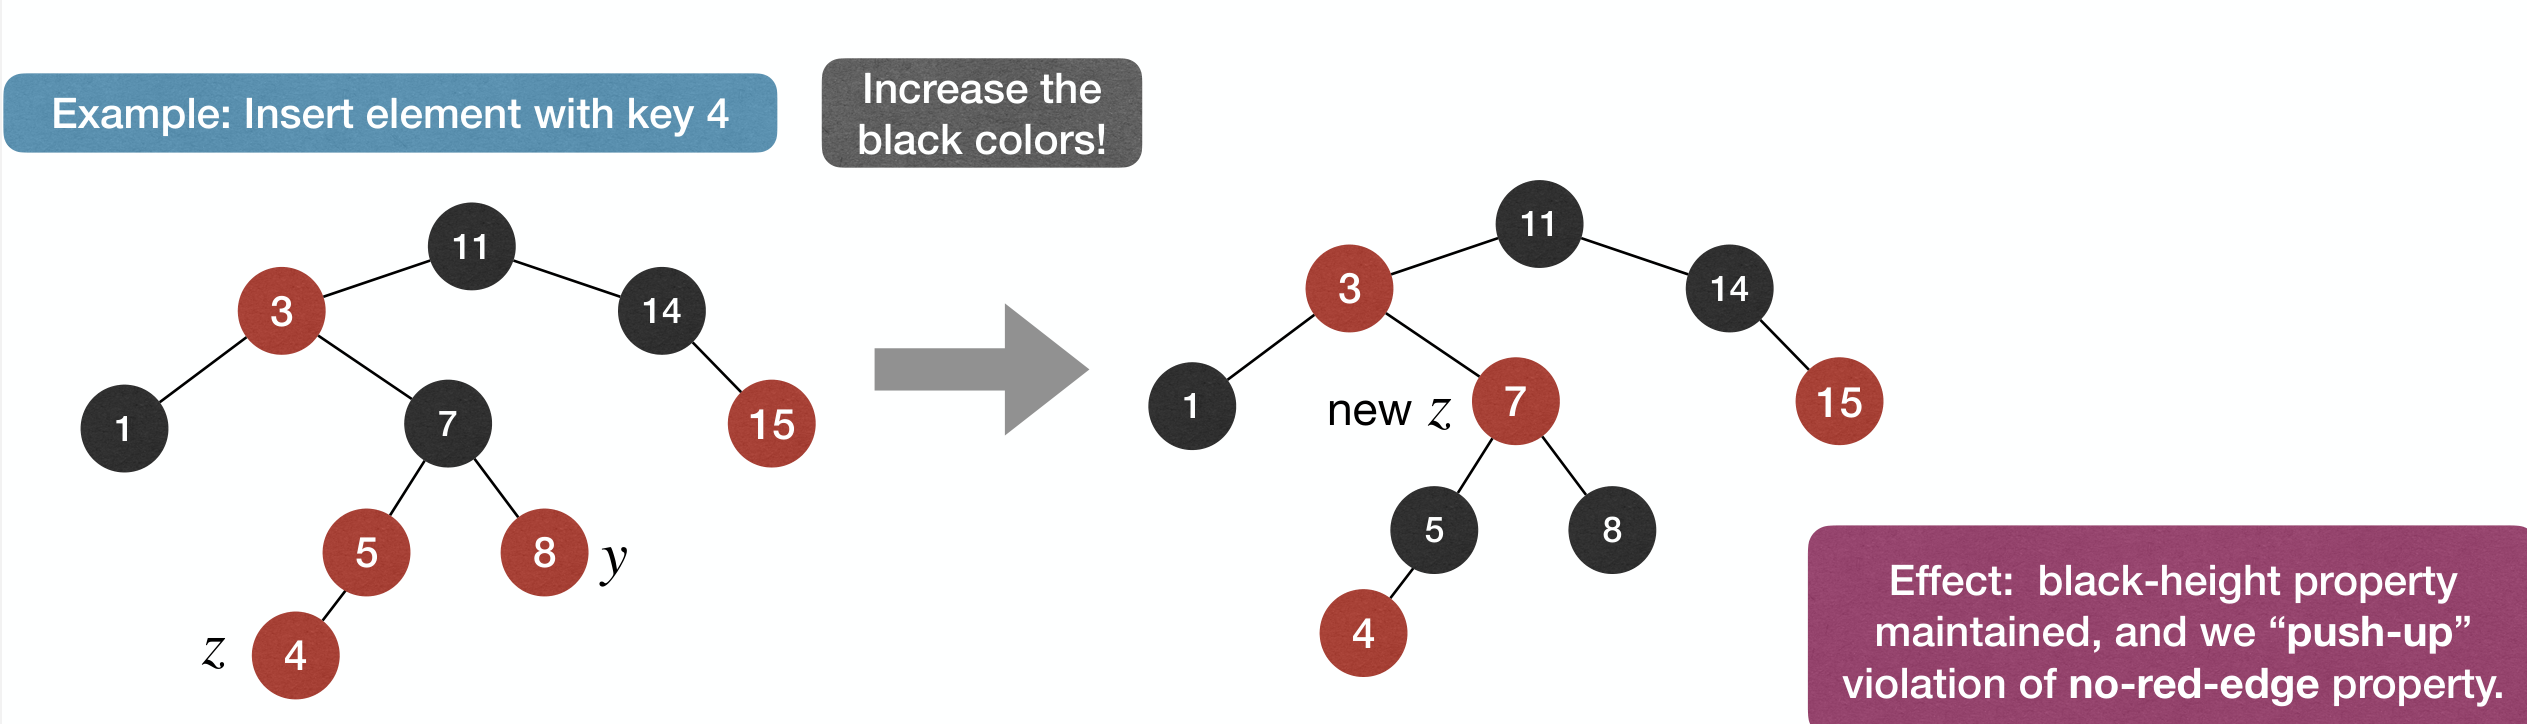 Example: Insert element with key 4
Increase the
black colors!
11
3
14
1
7
15
5
8
y
z
4
11
3
14
1
new z
7
15
5
8
4
Effect: black-height property
maintained, and we “push-up”
violation of no-red-edge property.